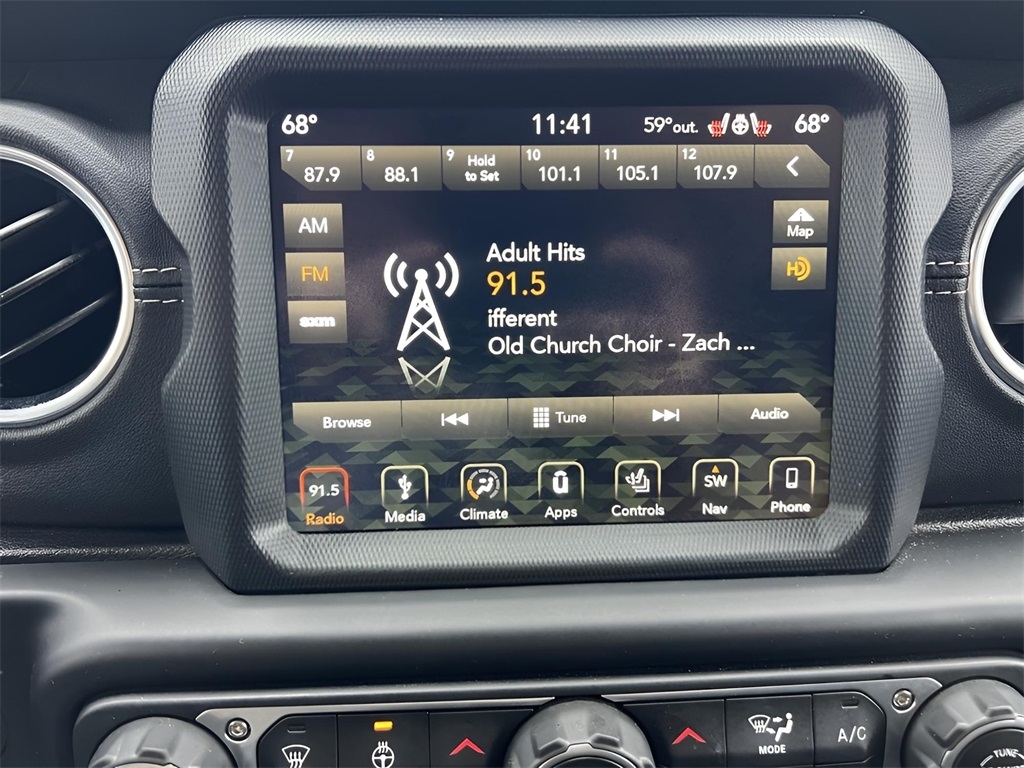 68° 11:41 59°out. 68°
7 87.9 8 88.1 9 Hold to Set 10 101.1 11 105.1 12 107.9
AM
Map
FM
HD
sxm
Adult Hits
91.5
ifferent
Old Church Choir - Zach ...
Browse Tune Audio
91.5 SW
Radio Media Climate Apps Controls Nav Phone
MODE
A/C
TUNE